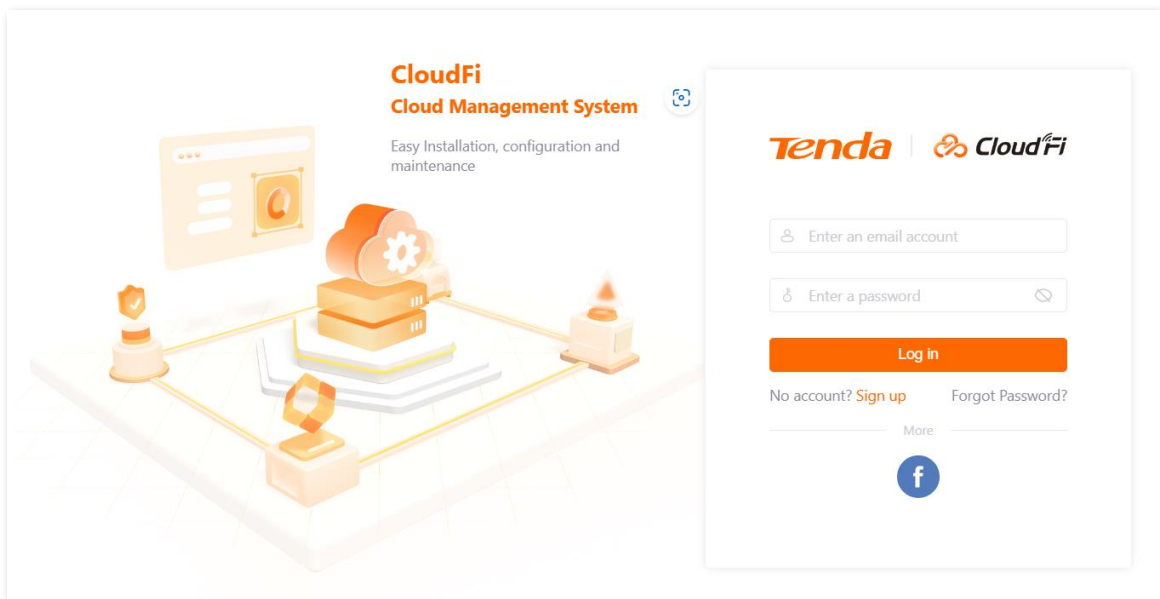 CloudFi
Cloud Management System
Easy Installation, configuration and
maintenance
Tenda
CloudFi
Enter an email account
Enter a password
Log in
No account? Sign up Forgot Password?
More
f